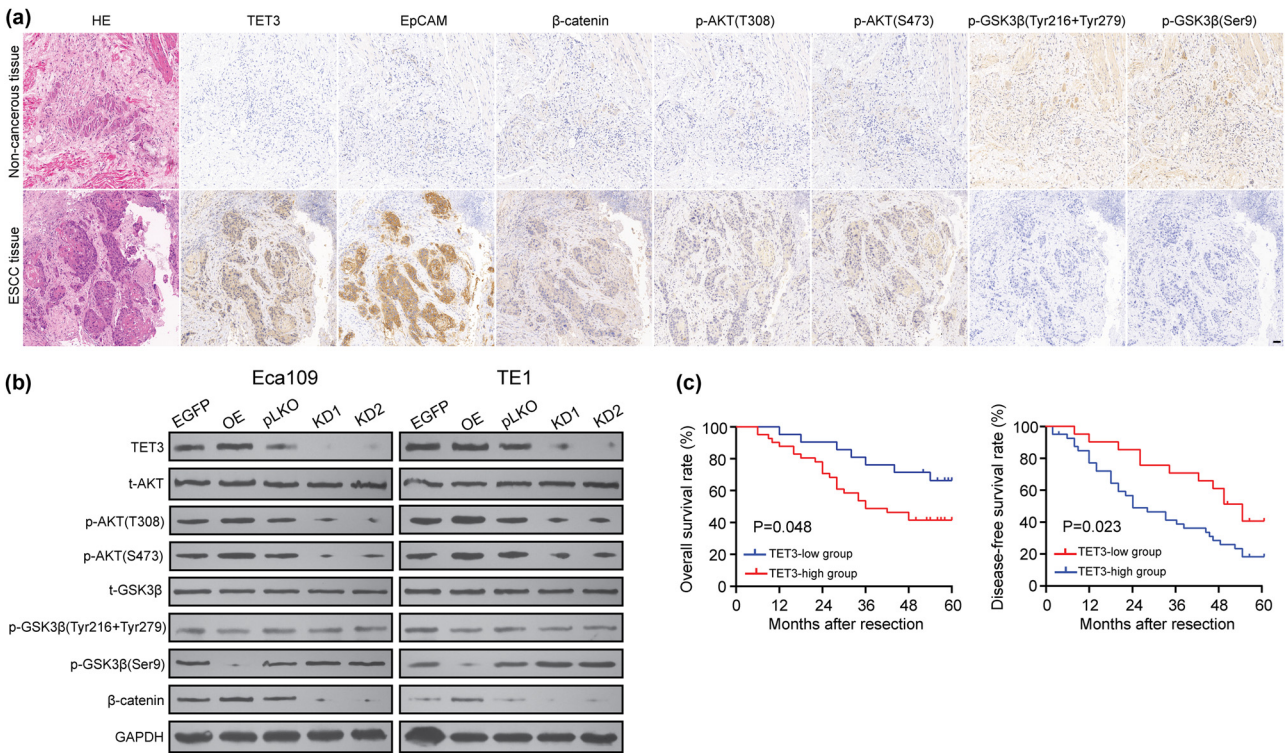 (a)
HE TET3 EpCAM β-catenin p-AKT(T308) p-AKT(S473) p-GSK3β(Tyr216+Tyr279) p-GSK3β(Ser9)
Non-cancerous tissue
ESCC tissue
(b)
Eca109 TE1
EGFP OE pLKO KD1 KD2 EGFP OE pLKO KD1 KD2
TET3
t-AKT
p-AKT(T308)
p-AKT(S473)
t-GSK3β
p-GSK3β(Tyr216+Tyr279)
p-GSK3β(Ser9)
β-catenin
GAPDH
(c)
Overall survival rate (%)
100
80
60
40
20
0
P=0.048
TET3-low group
TET3-high group
0 12 24 36 48 60
Months after resection
Disease-free survival rate (%)
100
80
60
40
20
0
P=0.023
TET3-low group
TET3-high group
0 12 24 36 48 60
Months after resection